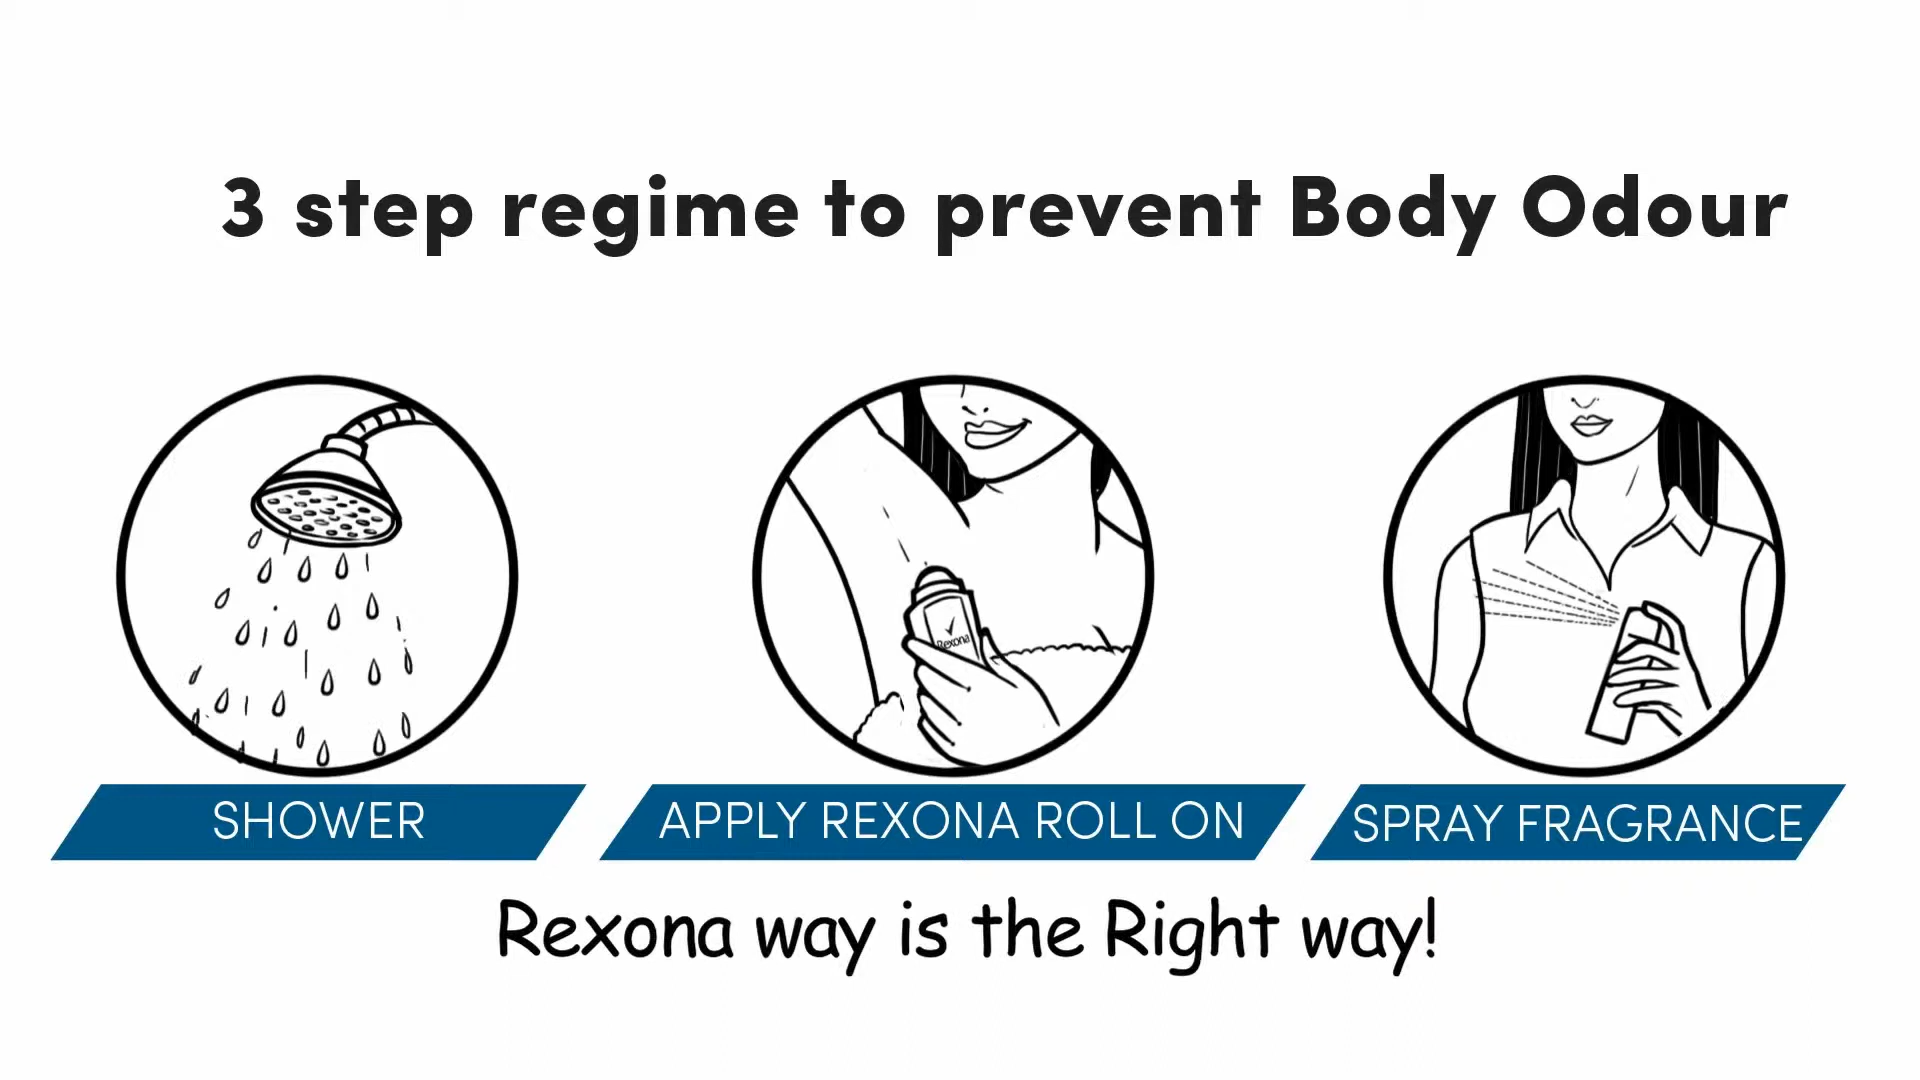 3 step regime to prevent Body Odour
Rexona
SHOWER
APPLY REXONA ROLL ON
SPRAY FRAGRANCE
Rexona way is the Right way!